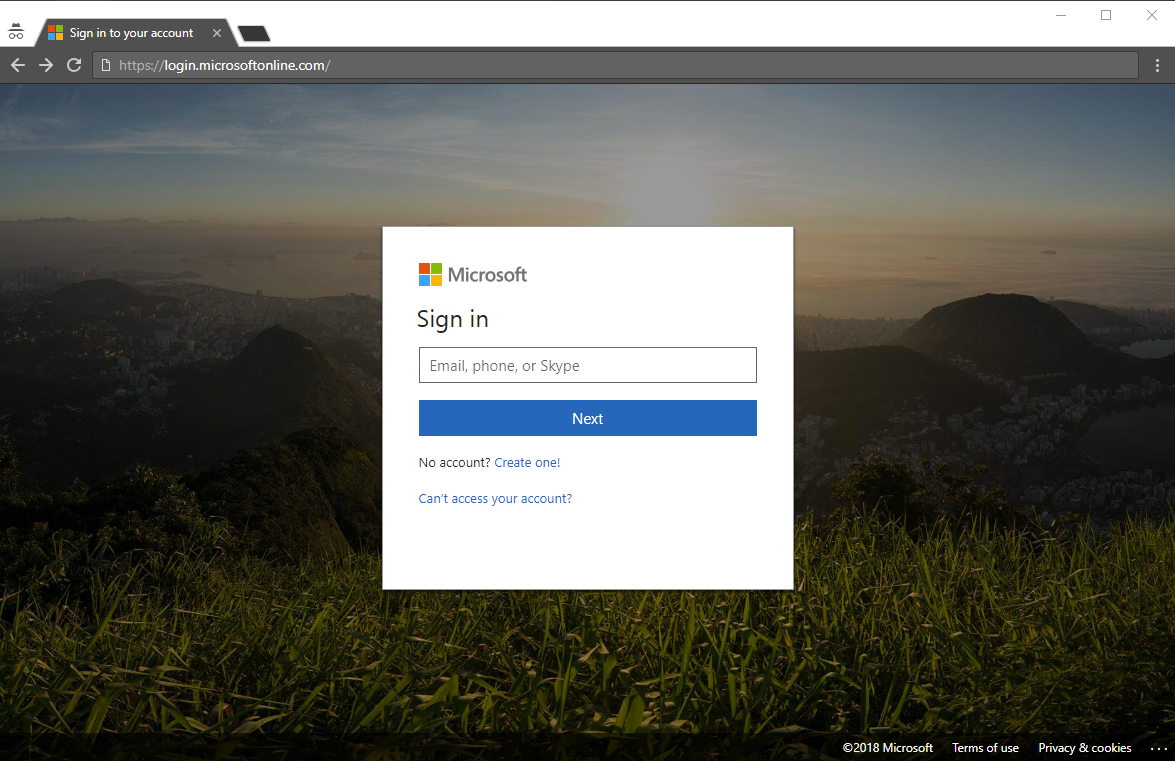 Sign in to your account
https://login.microsoftonline.com/
Microsoft
Sign in
Email, phone, or Skype
Next
No account? Create one!
Can't access your account?
©2018 Microsoft Terms of use Privacy & cookies ...